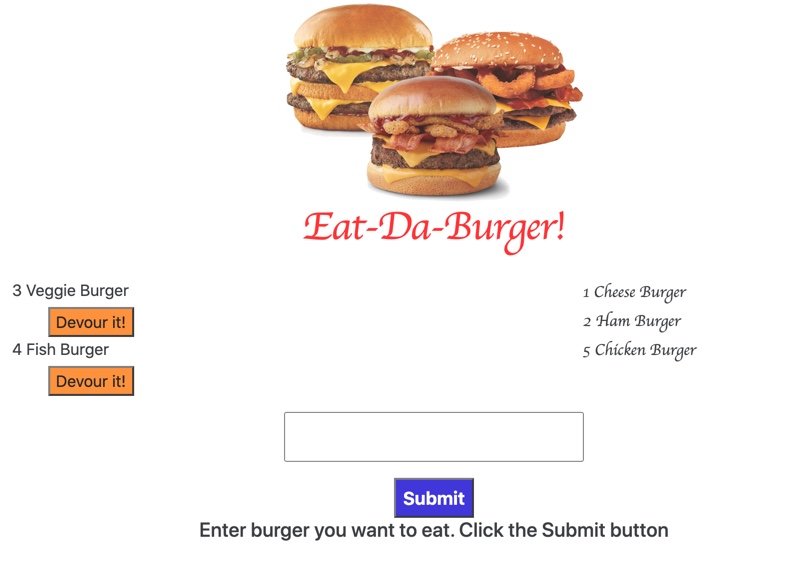 Eat-Da-Burger!
3 Veggie Burger
Devour it!
4 Fish Burger
Devour it!
1 Cheese Burger
2 Ham Burger
5 Chicken Burger
Submit
Enter burger you want to eat. Click the Submit button